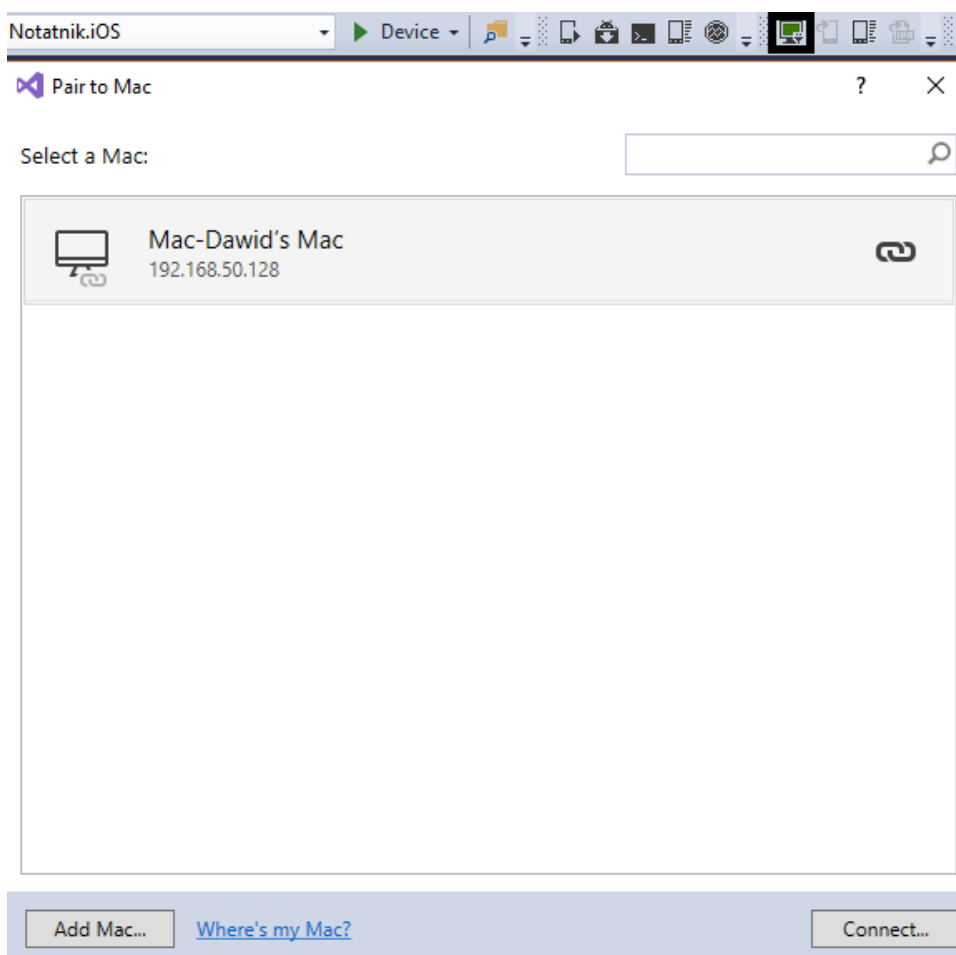 Notatnik.iOS Device
Pair to Mac ?
Select a Mac:
Mac-Dawid’s Mac
192.168.50.128
Add Mac... Where's my Mac? Connect...